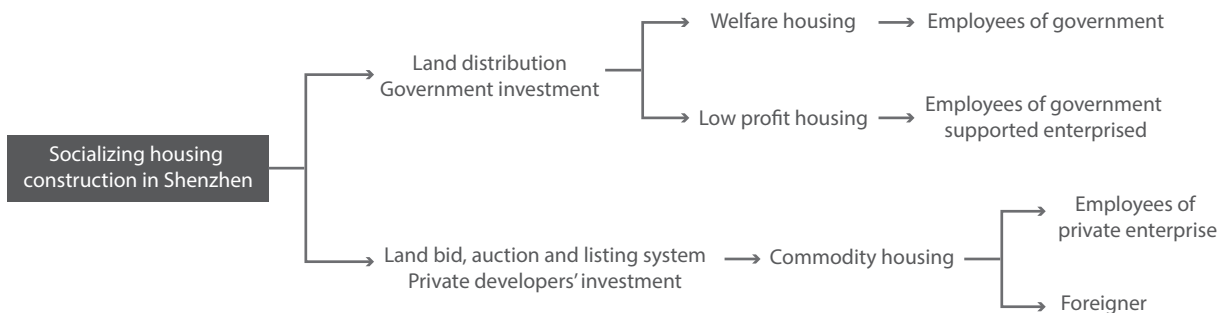 Socializing housing
construction in Shenzhen
Land distribution
Government investment
Welfare housing
Employees of government
Low profit housing
Employees of government
supported enterprised
Land bid, auction and listing system
Private developers' investment
Commodity housing
Employees of
private enterprise
Foreigner